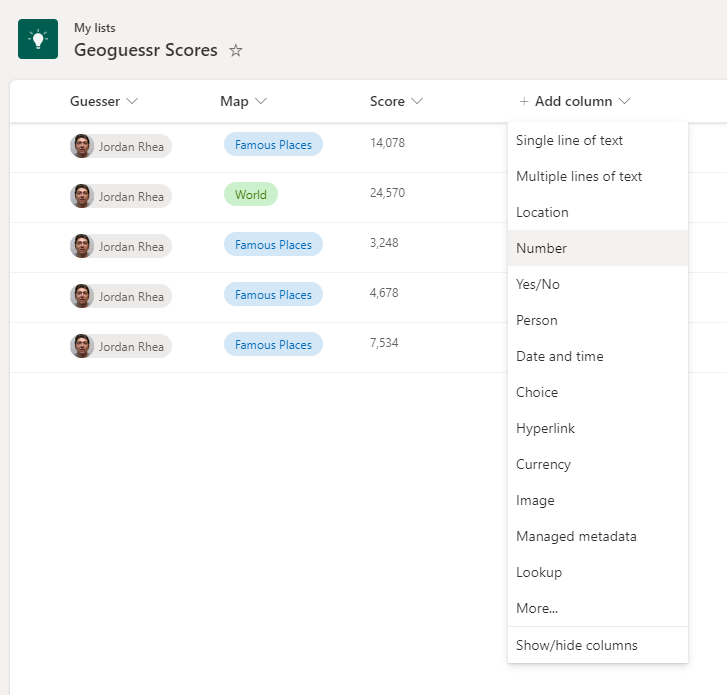 My lists
Geoguessr Scores
Guesser Map Score + Add column
Jordan Rhea Famous Places 14,078
Jordan Rhea World 24,570
Jordan Rhea Famous Places 3,248
Jordan Rhea Famous Places 4,678
Jordan Rhea Famous Places 7,534
Single line of text
Multiple lines of text
Location
Number
Yes/No
Person
Date and time
Choice
Hyperlink
Currency
Image
Managed metadata
Lookup
More...
Show/hide columns